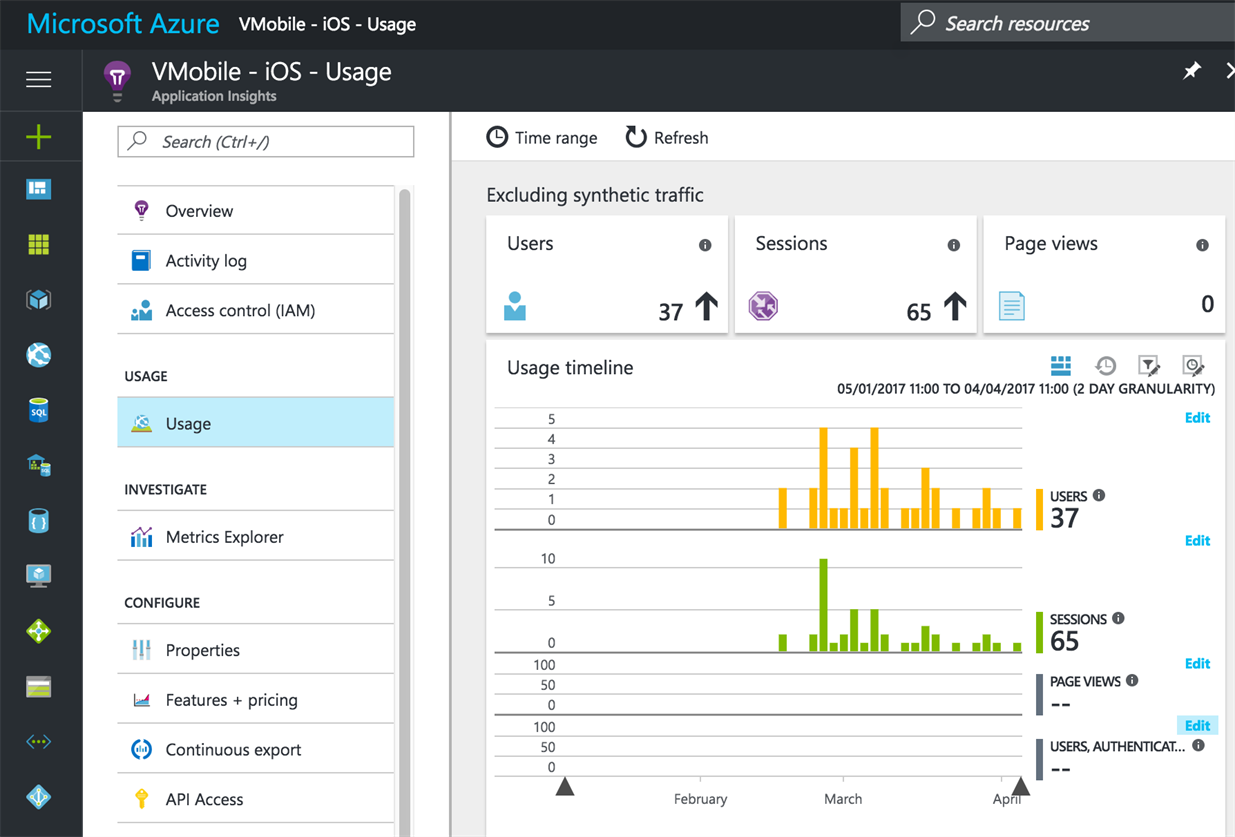 Microsoft Azure VMobile - iOS - Usage
Search resources
VMobile - iOS - Usage
Application Insights
Search (Ctrl+/)
Overview
Activity log
Access control (IAM)
USAGE
Usage
INVESTIGATE
Metrics Explorer
CONFIGURE
Properties
Features + pricing
Continuous export
API Access
Time range
Refresh
Excluding synthetic traffic
Users
37
Sessions
65
Page views
0
Usage timeline
05/01/2017 11:00 TO 04/04/2017 11:00 (2 DAY GRANULARITY)
Edit
5
4
3
2
1
0
USERS
37
Edit
10
5
0
SESSIONS
65
Edit
100
50
0
PAGE VIEWS
--
Edit
100
50
0
USERS, AUTHENTICAT...
--
February
March
April
SQL